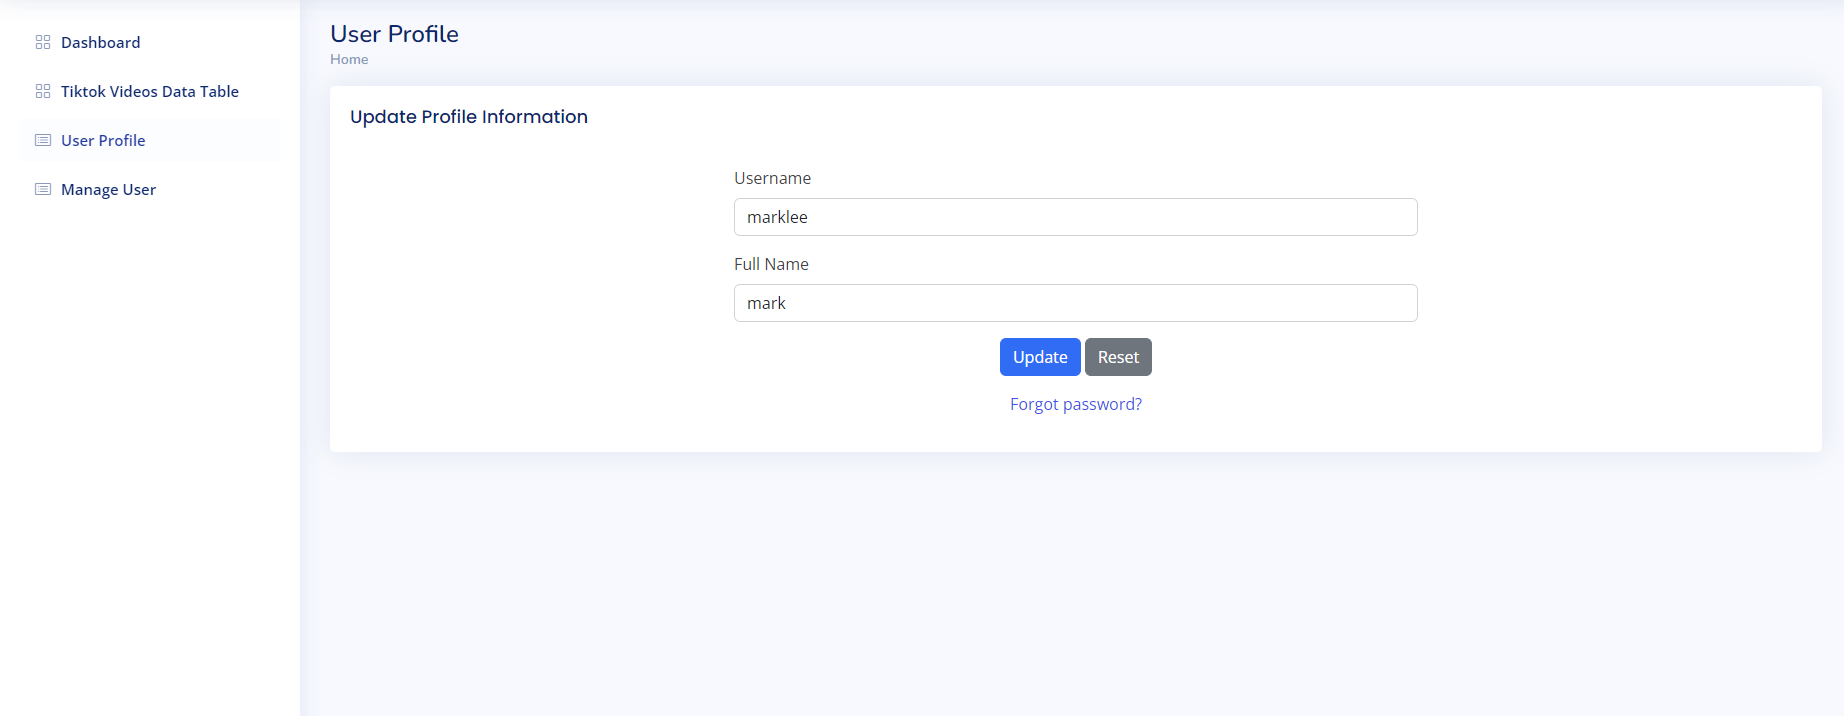 Dashboard
Tiktok Videos Data Table
User Profile
Manage User
User Profile
Home
Update Profile Information
Username
marklee
Full Name
mark
Update Reset
Forgot password?